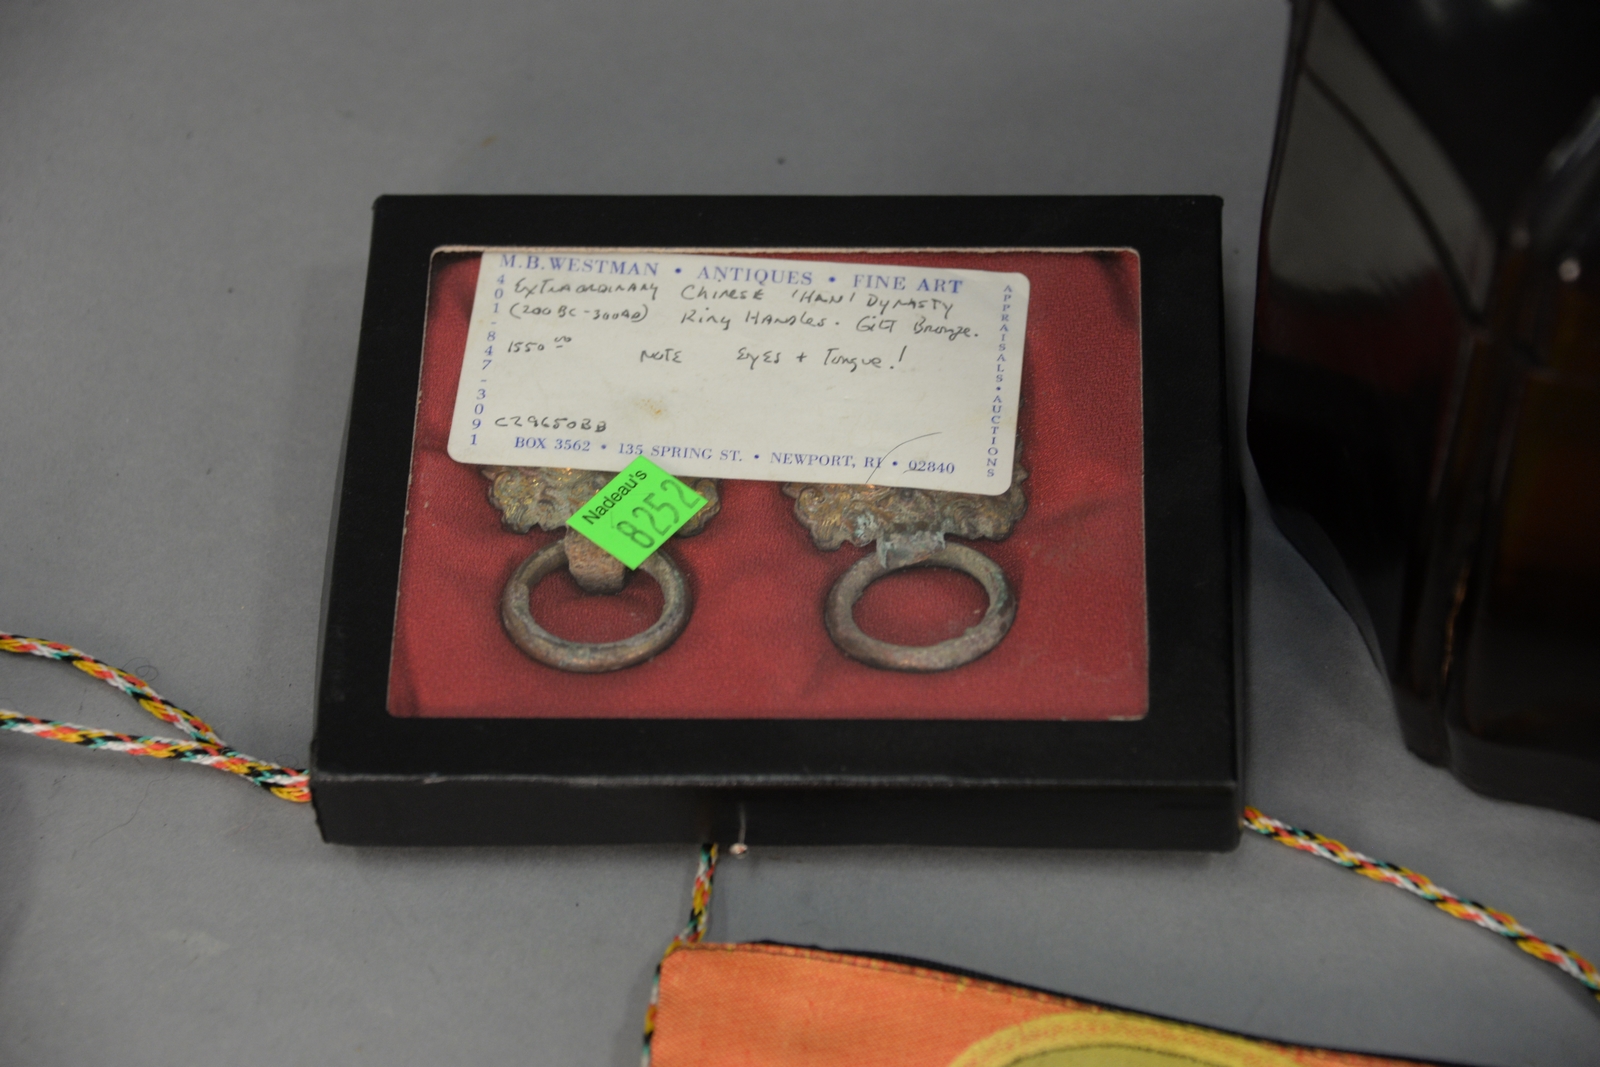 M.B. WESTMAN • ANTIQUES • FINE ART
401-847-3091
EXTRAORDINARY CHINESE 'HAN' DYNASTY
(200 BC - 300 AD) RING HANDLES. GILT BRONZE.
1550 00 NOTE EYES + TONGUE!
C29650BB
BOX 3562 • 135 SPRING ST. • NEWPORT, RI • 02840
APPRAISALS • AUCTIONS
Nadeau's
8252